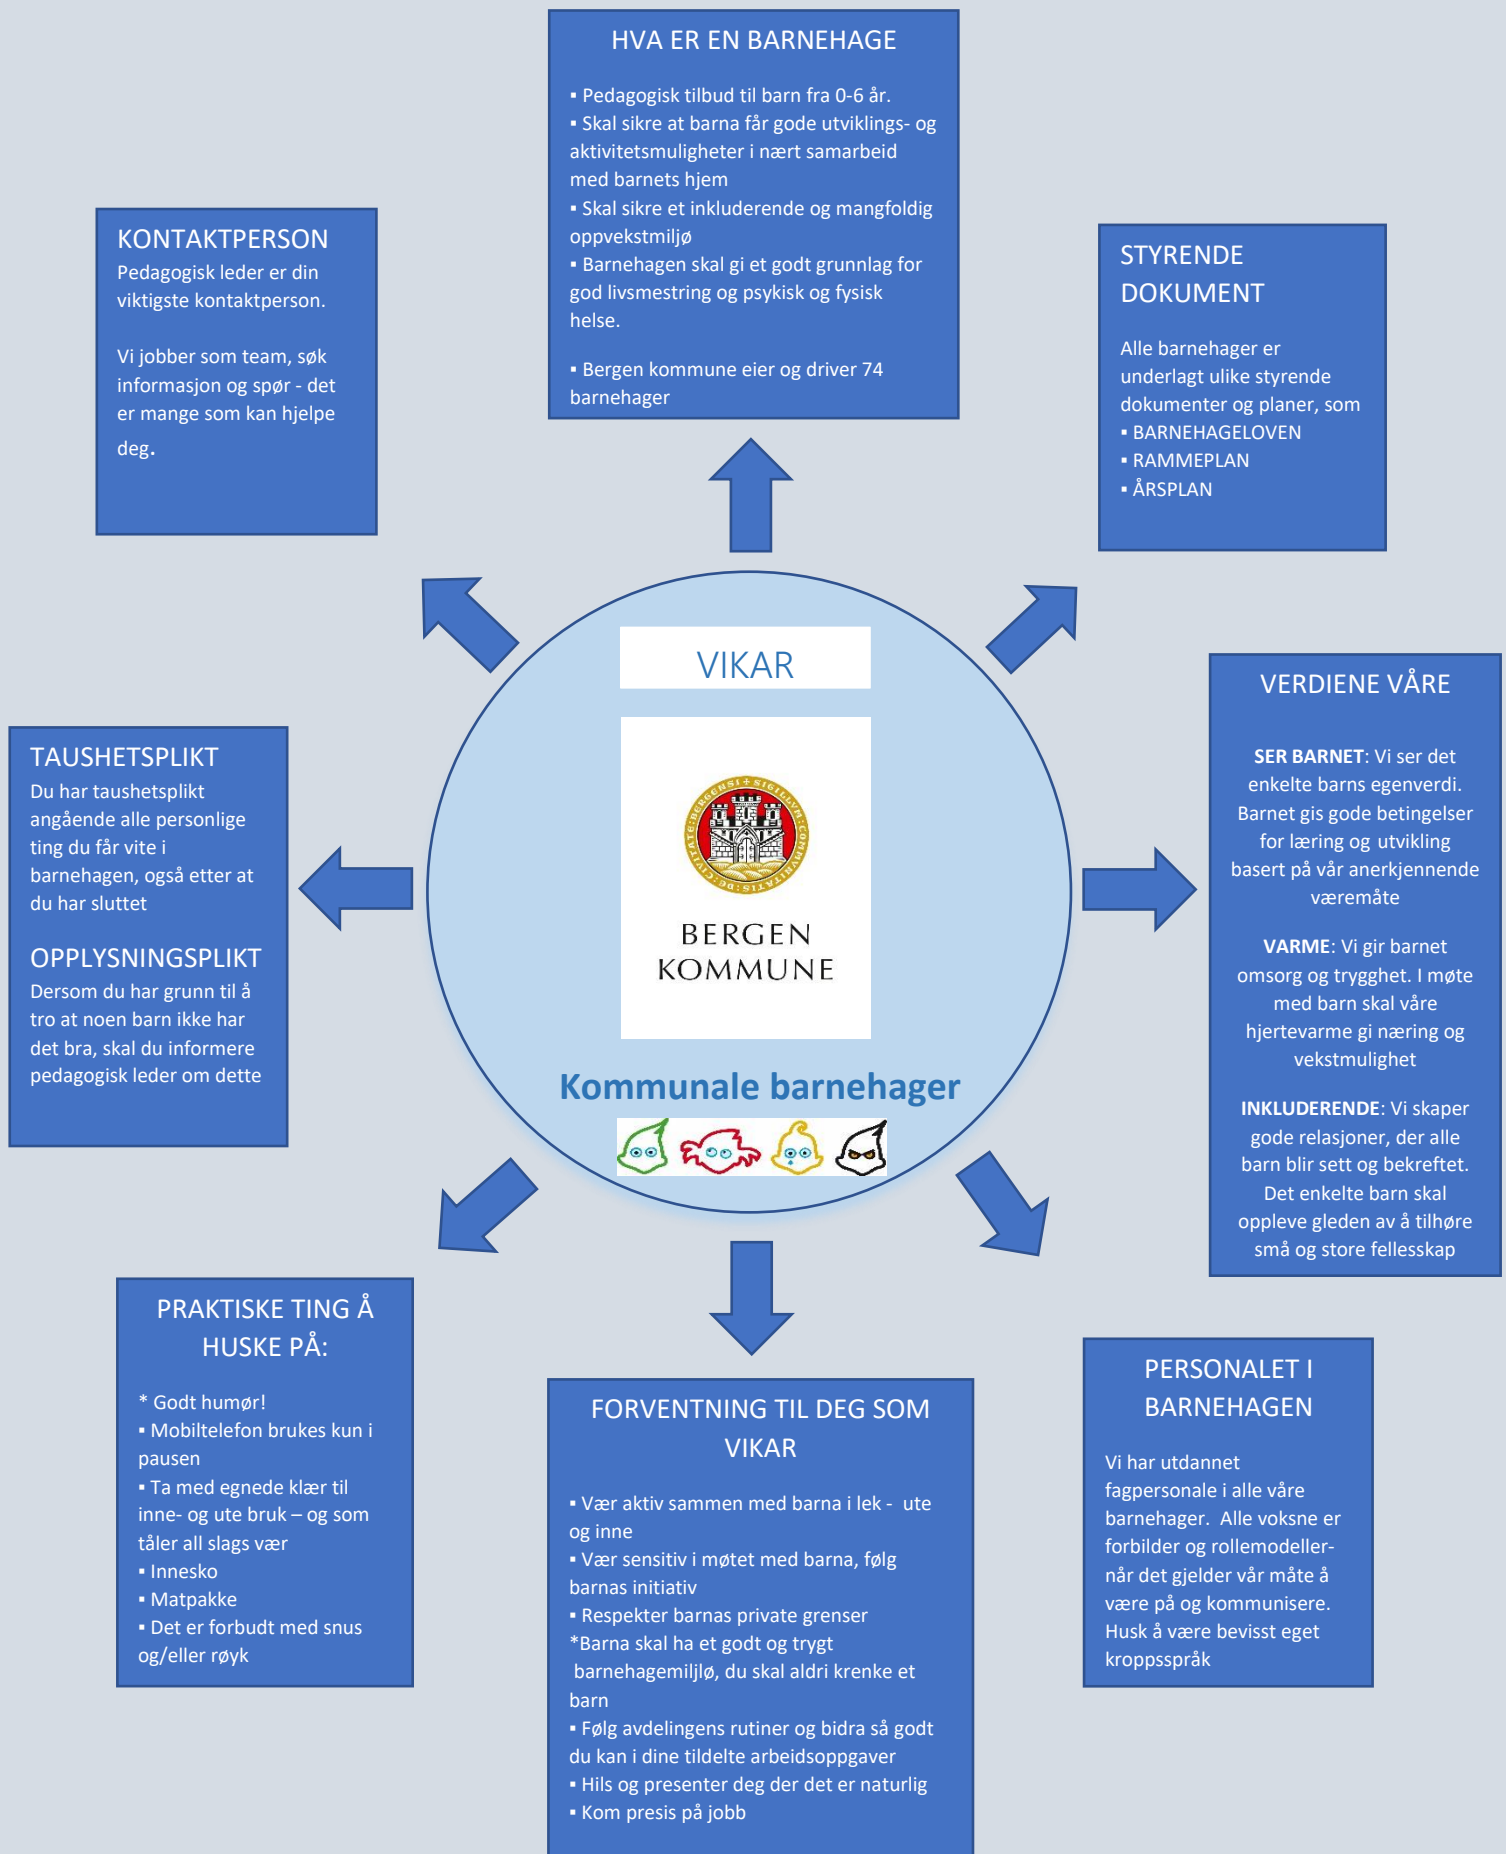 HVA ER EN BARNEHAGE
▪ Pedagogisk tilbud til barn fra 0-6 år.
▪ Skal sikre at barna får gode utviklings- og
aktivitetsmuligheter i nært samarbeid
med barnets hjem
▪ Skal sikre et inkluderende og mangfoldig
oppvekstmiljø
▪ Barnehagen skal gi et godt grunnlag for
god livsmestring og psykisk og fysisk
helse.
▪ Bergen kommune eier og driver 74
barnehager
KONTAKTPERSON
Pedagogisk leder er din
viktigste kontaktperson.
Vi jobber som team, søk
informasjon og spør - det
er mange som kan hjelpe
deg.
STYRENDE
DOKUMENT
Alle barnehager er
underlagt ulike styrende
dokumenter og planer, som
▪ BARNEHAGELOVEN
▪ RAMMEPLAN
▪ ÅRSPLAN
VIKAR
SIGILLVM:COMMVNITATIS:DE:CIVITATE:BERGENSI
BERGEN
KOMMUNE
Kommunale barnehager
TAUSHETSPLIKT
Du har taushetsplikt
angående alle personlige
ting du får vite i
barnehagen, også etter at
du har sluttet
OPPLYSNINGSPLIKT
Dersom du har grunn til å
tro at noen barn ikke har
det bra, skal du informere
pedagogisk leder om dette
VERDIENE VÅRE
SER BARNET: Vi ser det
enkelte barns egenverdi.
Barnet gis gode betingelser
for læring og utvikling
basert på vår anerkjennende
væremåte
VARME: Vi gir barnet
omsorg og trygghet. I møte
med barn skal våre
hjertevarme gi næring og
vekstmulighet
INKLUDERENDE: Vi skaper
gode relasjoner, der alle
barn blir sett og bekreftet.
Det enkelte barn skal
oppleve gleden av å tilhøre
små og store fellesskap
PRAKTISKE TING Å
HUSKE PÅ:
* Godt humør!
▪ Mobiltelefon brukes kun i
pausen
▪ Ta med egnede klær til
inne- og ute bruk – og som
tåler all slags vær
▪ Innesko
▪ Matpakke
▪ Det er forbudt med snus
og/eller røyk
FORVENTNING TIL DEG SOM
VIKAR
▪ Vær aktiv sammen med barna i lek - ute
og inne
▪ Vær sensitiv i møtet med barna, følg
barnas initiativ
▪ Respekter barnas private grenser
*Barna skal ha et godt og trygt
barnehagemiljlø, du skal aldri krenke et
barn
▪ Følg avdelingens rutiner og bidra så godt
du kan i dine tildelte arbeidsoppgaver
▪ Hils og presenter deg der det er naturlig
▪ Kom presis på jobb
PERSONALET I
BARNEHAGEN
Vi har utdannet
fagpersonale i alle våre
barnehager. Alle voksne er
forbilder og rollemodeller-
når det gjelder vår måte å
være på og kommunisere.
Husk å være bevisst eget
kroppsspråk